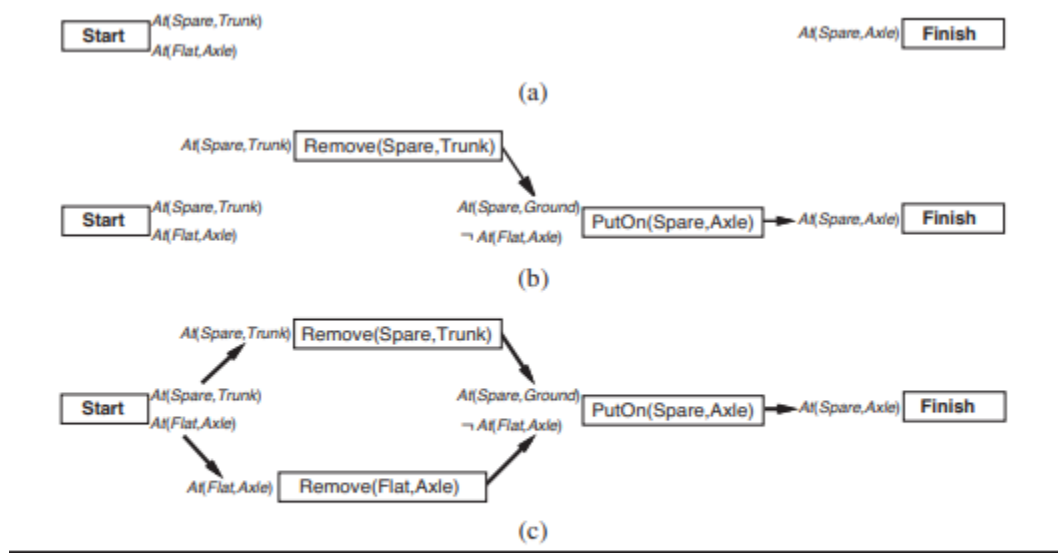 Start At(Spare,Trunk) At(Spare,Axle) Finish
At(Flat,Axle)
(a)
At(Spare,Trunk) Remove(Spare,Trunk)
Start At(Spare,Trunk) At(Spare,Ground) PutOn(Spare,Axle) At(Spare,Axle) Finish
At(Flat,Axle) ¬ At(Flat,Axle)
(b)
At(Spare,Trunk) Remove(Spare,Trunk)
Start At(Spare,Trunk) At(Spare,Ground) PutOn(Spare,Axle) At(Spare,Axle) Finish
At(Flat,Axle) ¬ At(Flat,Axle)
At(Flat,Axle) Remove(Flat,Axle)
(c)